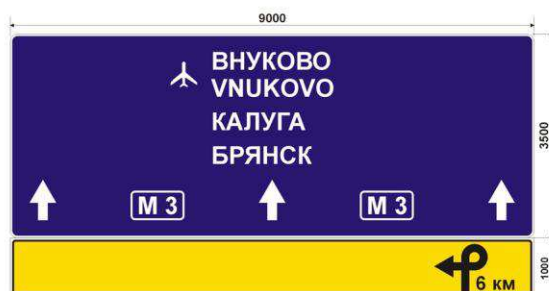 9000
ВНУКОВО
VNUKOVO
КАЛУГА
БРЯНСК
3500
М 3 М 3
1000
6 КМ